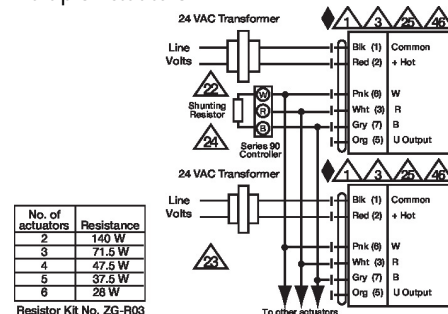 24 VAC Transformer
1 3 25 46
Line
Volts
Blk (1) Common
Red (2) + Hot
22
Shunting
Resistor
24
W
R
B
Series 90
Controller
Pnk (6) W
Wht (3) R
Gry (7) B
Org (5) U Output
24 VAC Transformer
1 3 25 46
Line
Volts
Blk (1) Common
Red (2) + Hot
23
Pnk (6) W
Wht (3) R
Gry (7) B
Org (5) U Output
To other actuators
No. of
actuators Resistance
2 140 W
3 71.5 W
4 47.5 W
5 37.5 W
6 28 W
Resistor Kit No. ZG-R03